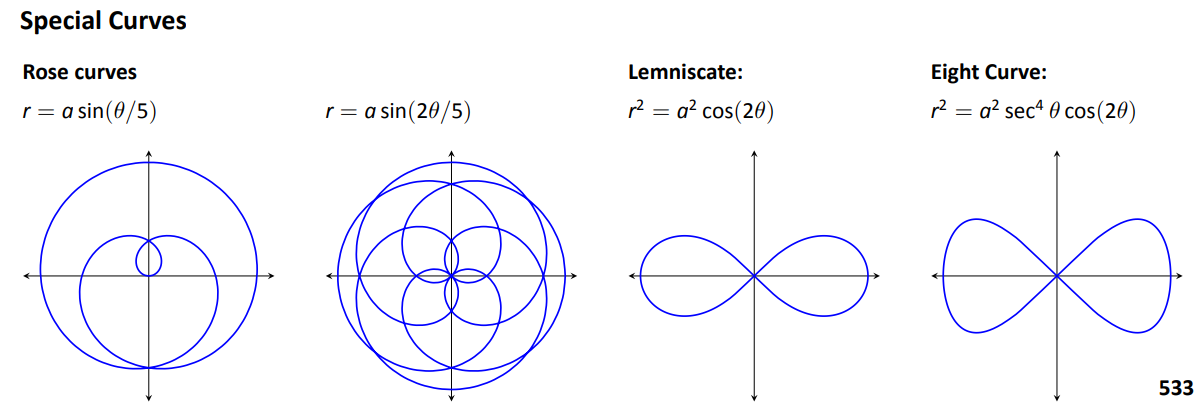 Special Curves
Rose curves
Lemniscate:
Eight Curve:
r = a sin(θ/5)
r = a sin(2θ/5)
r² = a² cos(2θ)
r² = a² sec⁴ θ cos(2θ)
533